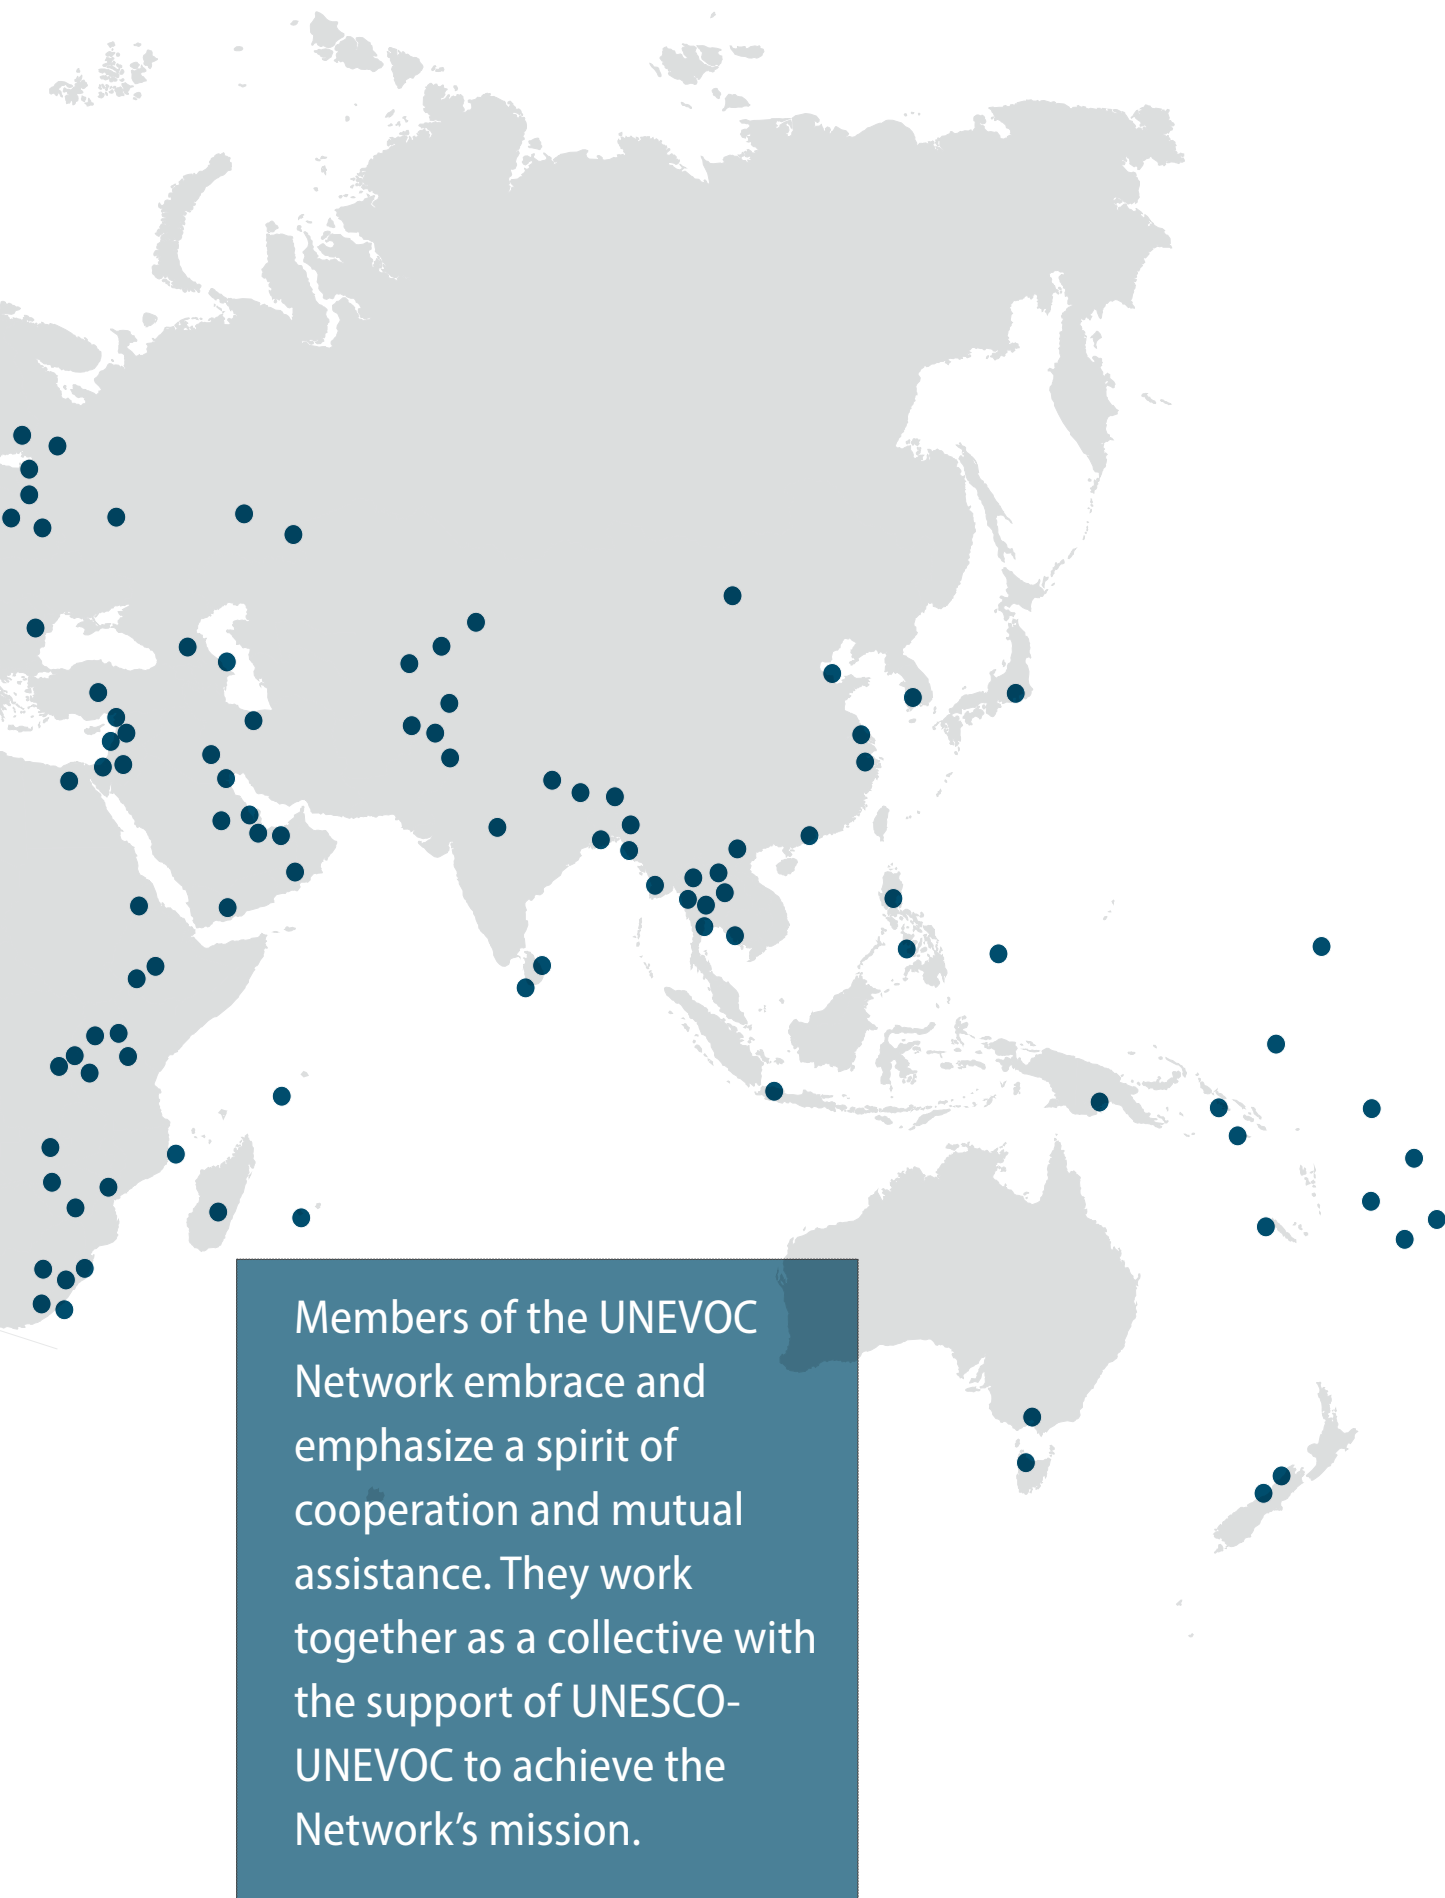 Members of the UNEVOC
Network embrace and
emphasize a spirit of
cooperation and mutual
assistance. They work
together as a collective with
the support of UNESCO-
UNEVOC to achieve the
Network’s mission.